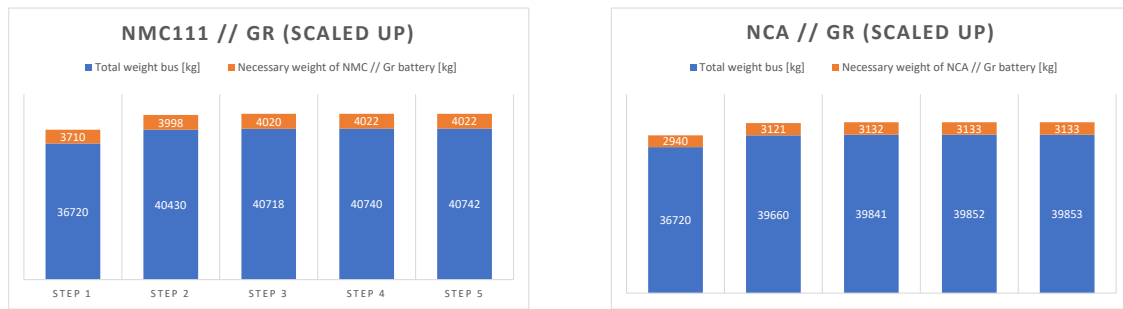 NMC111 // GR (SCALED UP)
Total weight bus [kg] Necessary weight of NMC // Gr battery [kg]
3710 3998 4020 4022 4022
36720 40430 40718 40740 40742
STEP 1 STEP 2 STEP 3 STEP 4 STEP 5
NCA // GR (SCALED UP)
Total weight bus [kg] Necessary weight of NCA // Gr battery [kg]
2940 3121 3132 3133 3133
36720 39660 39841 39852 39853